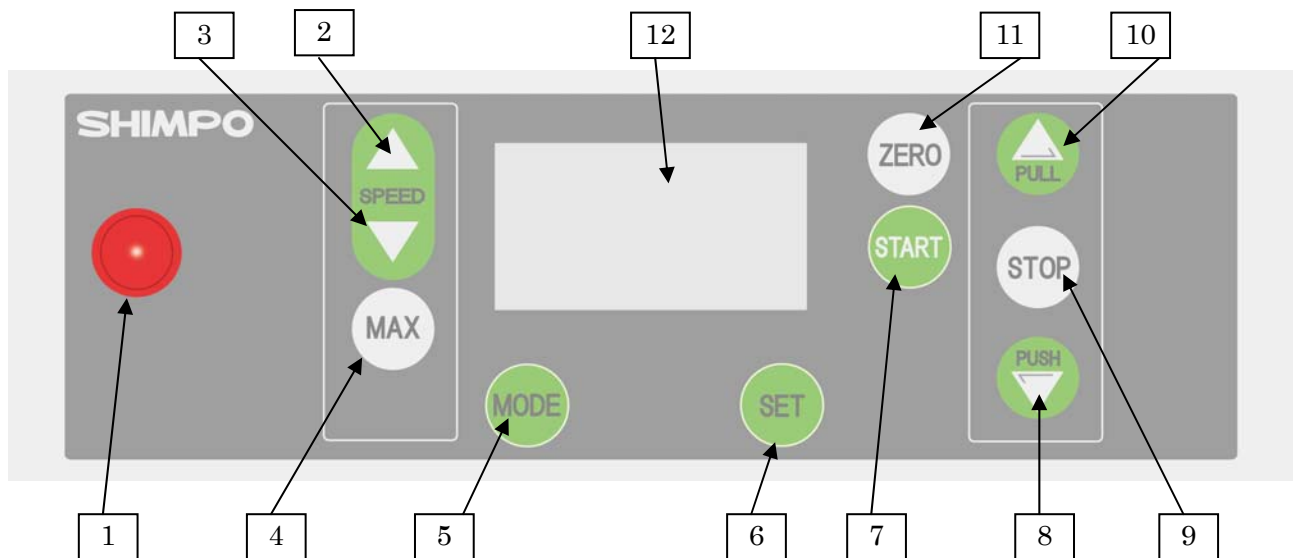 3
2
12
11
10
SHIMPO
SPEED
MAX
MODE
SET
ZERO
START
PULL
STOP
PUSH
1
4
5
6
7
8
9